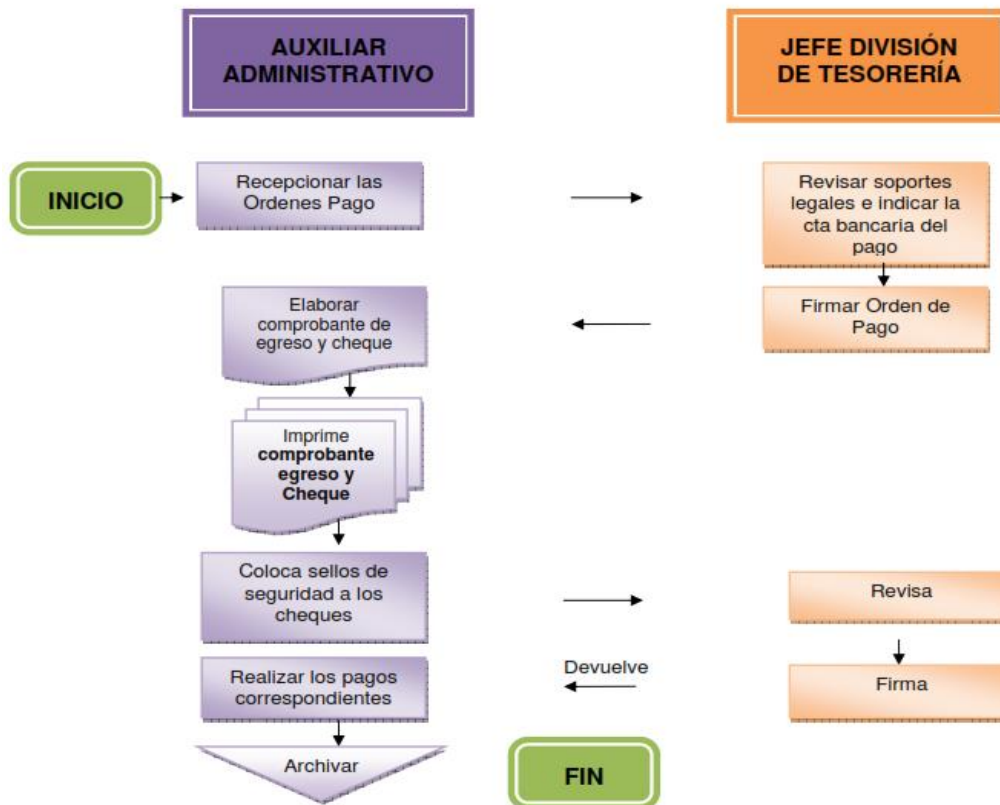 AUXILIAR
ADMINISTRATIVO
JEFE DIVISIÓN
DE TESORERÍA
INICIO
Recepcionar las
Ordenes Pago
Revisar soportes
legales e indicar la
cta bancaria del
pago
Elaborar
comprobante de
egreso y cheque
Firmar Orden de
Pago
Imprime
comprobante
egreso y
Cheque
Coloca sellos de
seguridad a los
cheques
Revisa
Realizar los pagos
correspondientes
Devuelve
Firma
Archivar
FIN